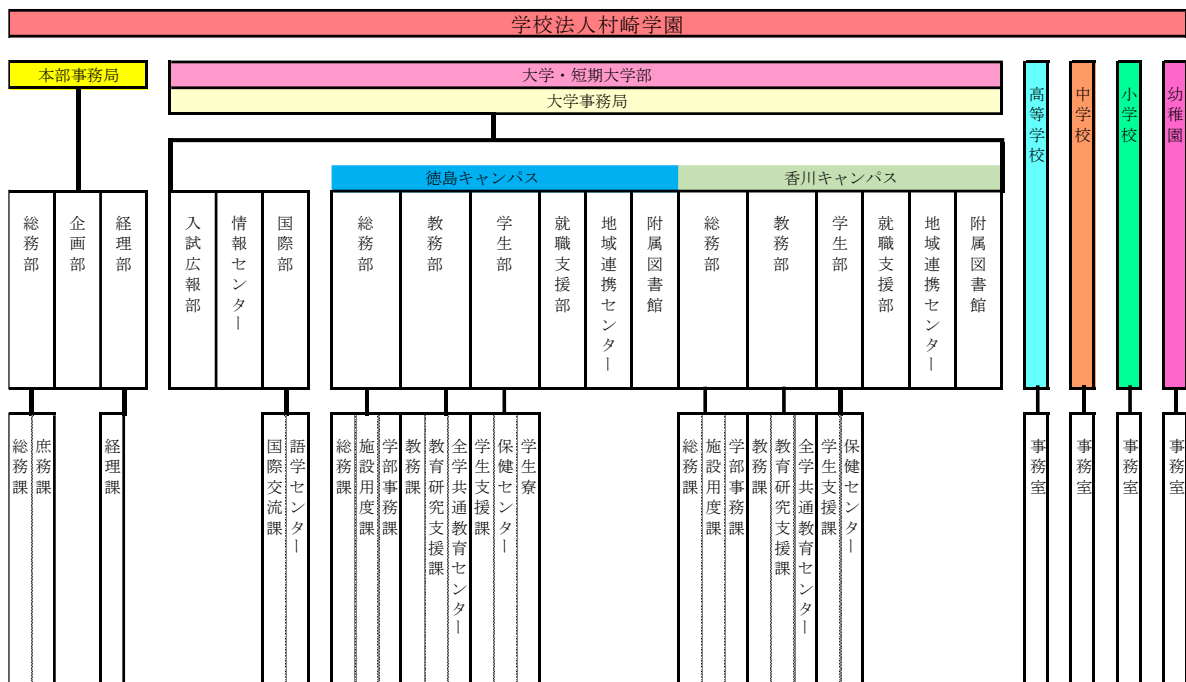 学校法人村崎学園
本部事務局
大学・短期大学部
大学事務局
高等学校
中学校
小学校
幼稚園
徳島キャンパス
香川キャンパス
総務部
企画部
経理部
入試広報部
情報センター
国際部
総務部
教務部
学生部
就職支援部
地域連携センター
附属図書館
総務部
教務部
学生部
就職支援部
地域連携センター
附属図書館
総務課
庶務課
経理課
国際交流課
語学センター
総務課
施設用度課
学部事務課
教務課
教育研究支援課
全学共通教育センター
学生支援課
保健センター
学生寮
総務課
施設用度課
学部事務課
教務課
教育研究支援課
全学共通教育センター
学生支援課
保健センター
事務室
事務室
事務室
事務室